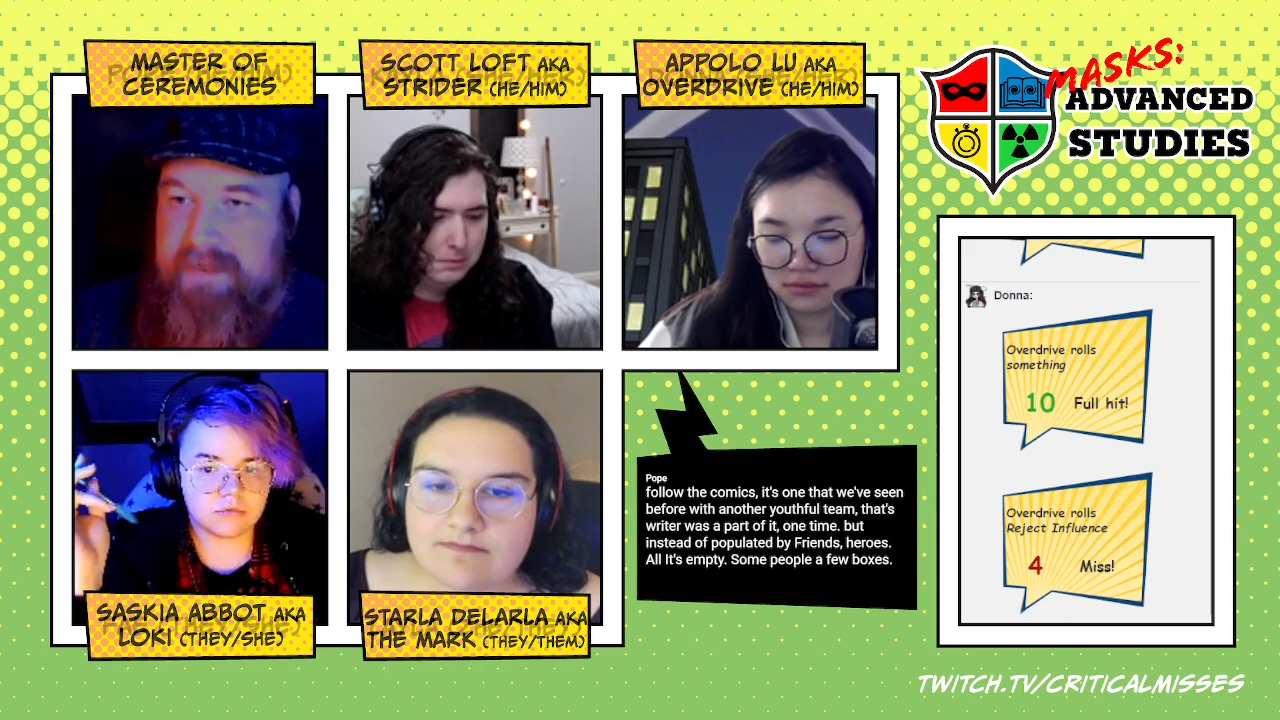 MASTER OF
CEREMONIES
SCOTT LOFT AKA
STRIDER (HE/HIM)
APPOLO LU AKA
OVERDRIVE (HE/HIM)
MASKS:
ADVANCED
STUDIES
Donna:
Overdrive rolls
something
10 Full hit!
Overdrive rolls
Reject Influence
4 Miss!
Pope
follow the comics, it's one that we've seen
before with another youthful team, that's
writer was a part of it, one time. but
instead of populated by Friends, heroes.
All It's empty. Some people a few boxes.
SASKIA ABBOT AKA
LOKI (THEY/SHE)
STARLA DELARLA AKA
THE MARK (THEY/THEM)
TWITCH.TV/CRITICALMISSES